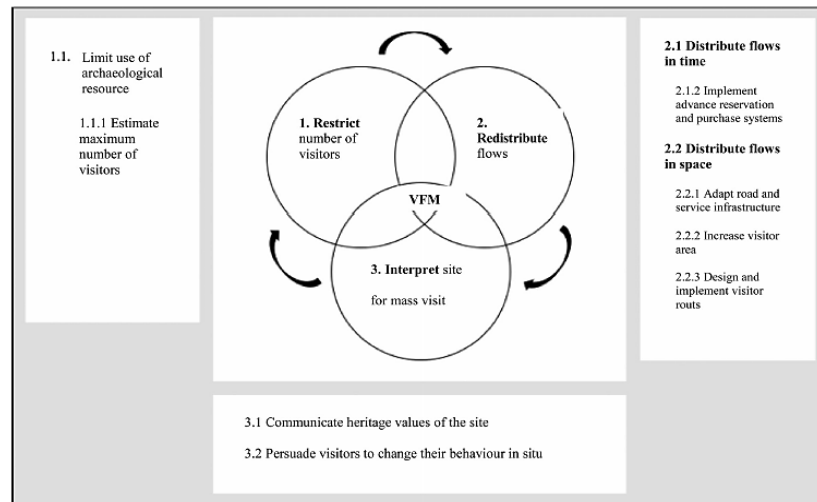 1.1. Limit use of
archaeological
resource
1.1.1 Estimate
maximum
number of
visitors
1. Restrict
number of
visitors
2.
Redistribute
flows
VFM
3. Interpret site
for mass visit
2.1 Distribute flows
in time
2.1.2 Implement
advance reservation
and purchase systems
2.2 Distribute flows
in space
2.2.1 Adapt road and
service infrastructure
2.2.2 Increase visitor
area
2.2.3 Design and
implement visitor
routs
3.1 Communicate heritage values of the site
3.2 Persuade visitors to change their behaviour in situ